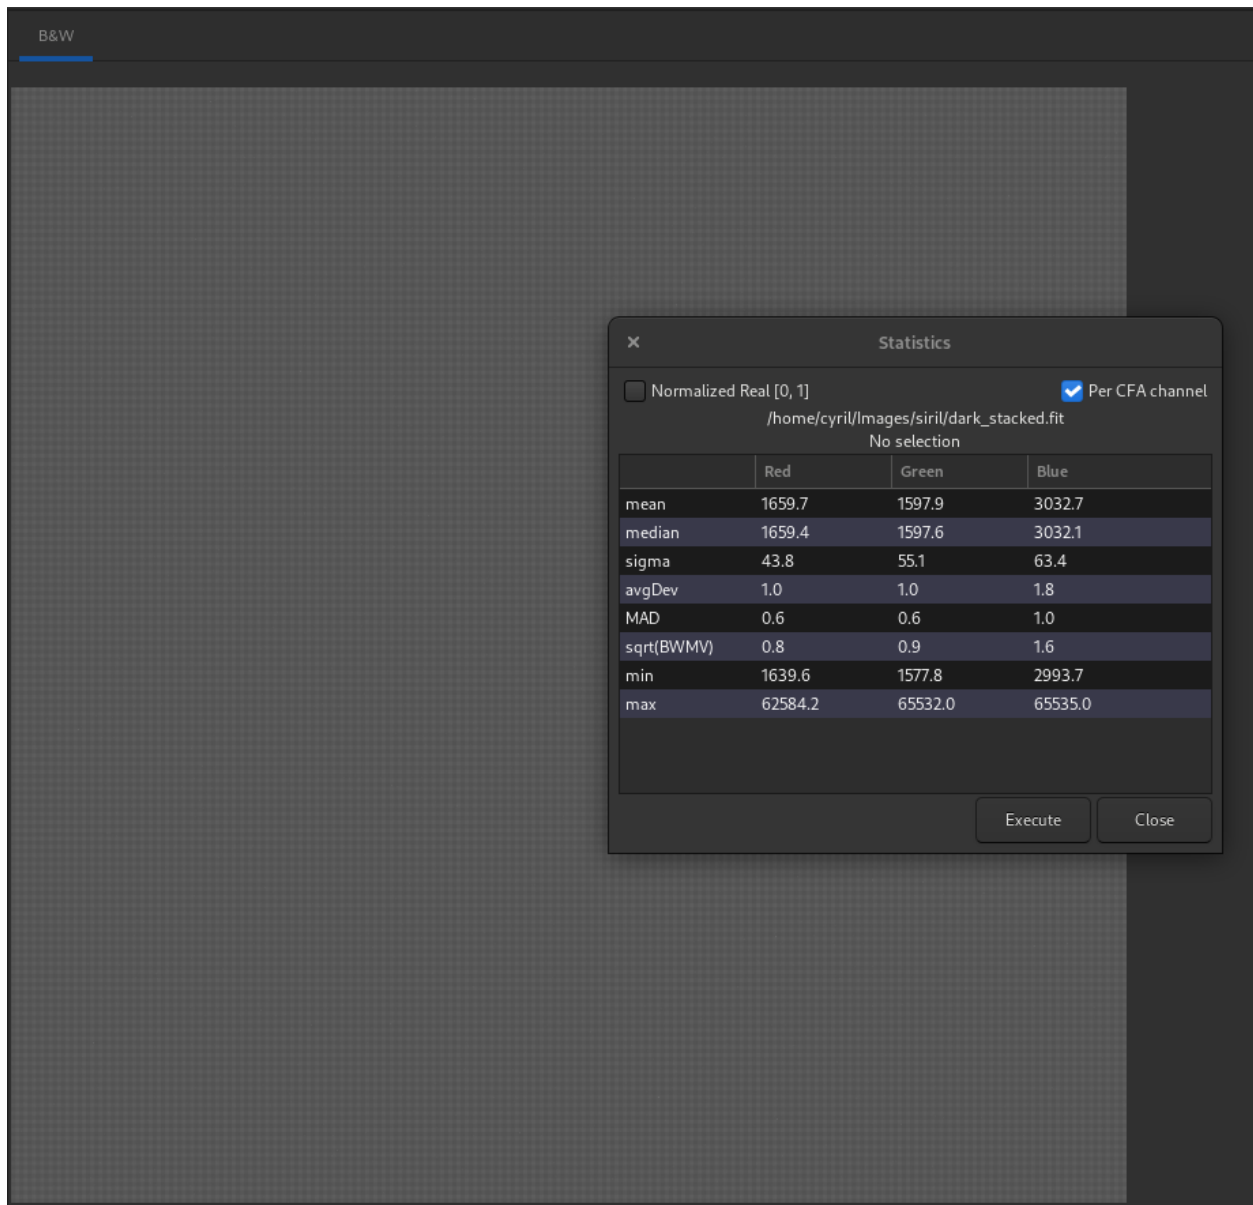 B&W
× Statistics
Normalized Real [0, 1] Per CFA channel
/home/cyril/Images/siril/dark_stacked.fit
No selection
Red Green Blue
mean 1659.7 1597.9 3032.7
median 1659.4 1597.6 3032.1
sigma 43.8 55.1 63.4
avgDev 1.0 1.0 1.8
MAD 0.6 0.6 1.0
sqrt(BWMV) 0.8 0.9 1.6
min 1639.6 1577.8 2993.7
max 62584.2 65532.0 65535.0
Execute Close